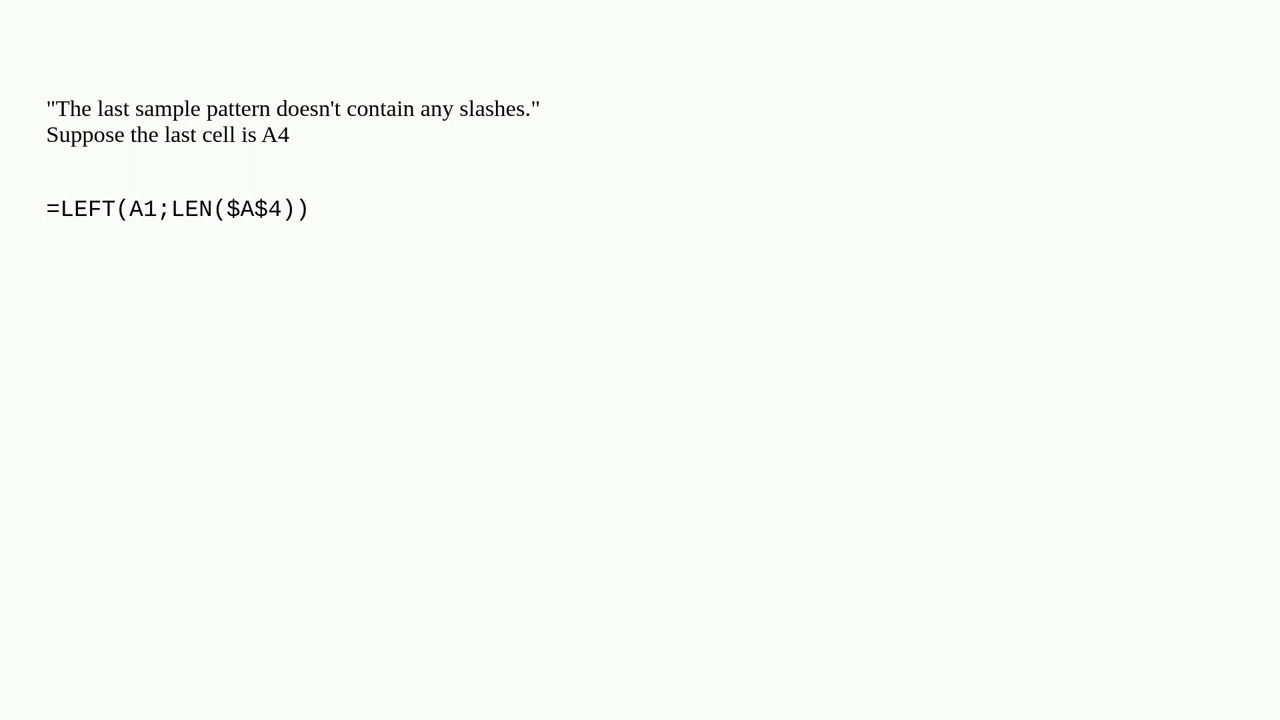 "The last sample pattern doesn't contain any slashes."
Suppose the last cell is A4
=LEFT(A1;LEN($A$4))